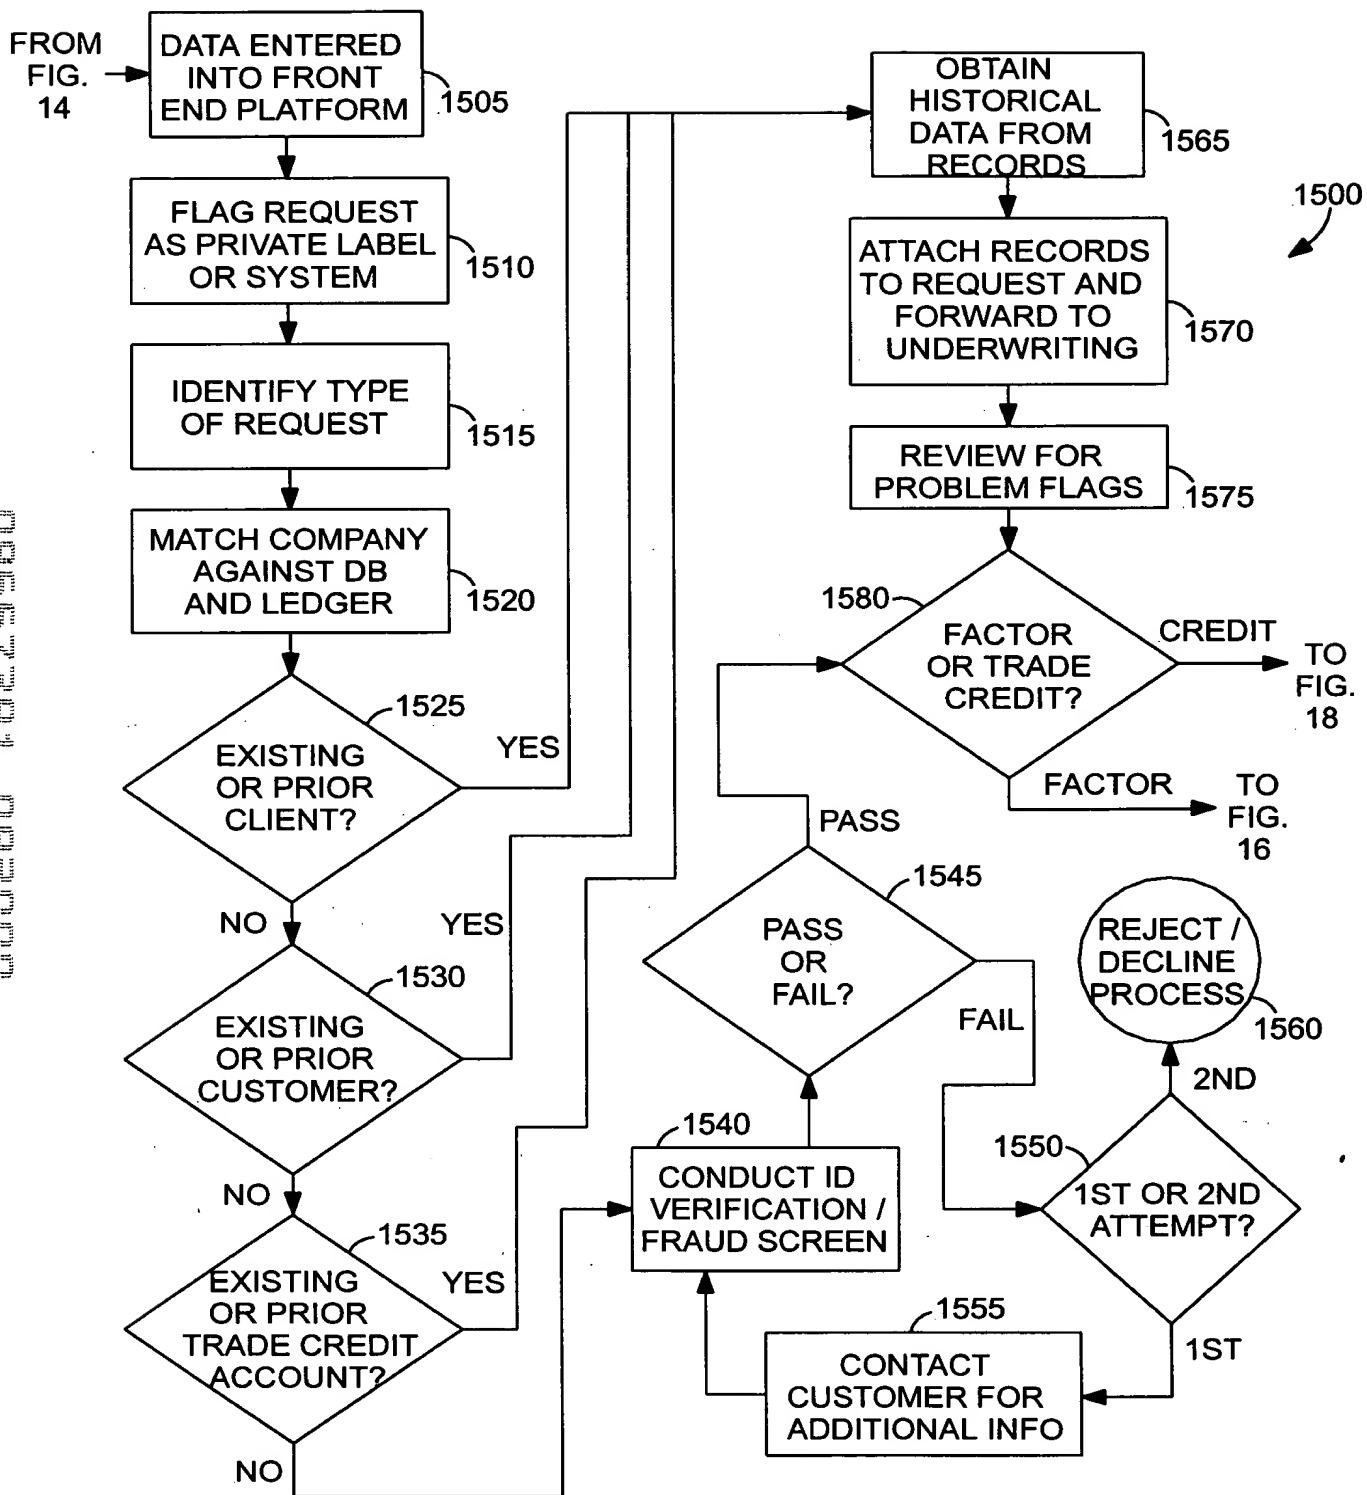 FROM
FIG.
14
DATA ENTERED
INTO FRONT
END PLATFORM
1505
FLAG REQUEST
AS PRIVATE LABEL
OR SYSTEM
1510
IDENTIFY TYPE
OF REQUEST
1515
MATCH COMPANY
AGAINST DB
AND LEDGER
1520
1525
EXISTING
OR PRIOR
CLIENT?
YES
NO
1530
EXISTING
OR PRIOR
CUSTOMER?
YES
NO
1535
EXISTING
OR PRIOR
TRADE CREDIT
ACCOUNT?
YES
NO
OBTAIN
HISTORICAL
DATA FROM
RECORDS
1565
1500
ATTACH RECORDS
TO REQUEST AND
FORWARD TO
UNDERWRITING
1570
REVIEW FOR
PROBLEM FLAGS
1575
1580
FACTOR
OR TRADE
CREDIT?
CREDIT
TO
FIG.
18
FACTOR
TO
FIG.
16
PASS
1545
PASS
OR
FAIL?
FAIL
REJECT /
DECLINE
PROCESS
1560
2ND
1540
CONDUCT ID
VERIFICATION /
FRAUD SCREEN
1550
1ST OR 2ND
ATTEMPT?
1ST
1555
CONTACT
CUSTOMER FOR
ADDITIONAL INFO